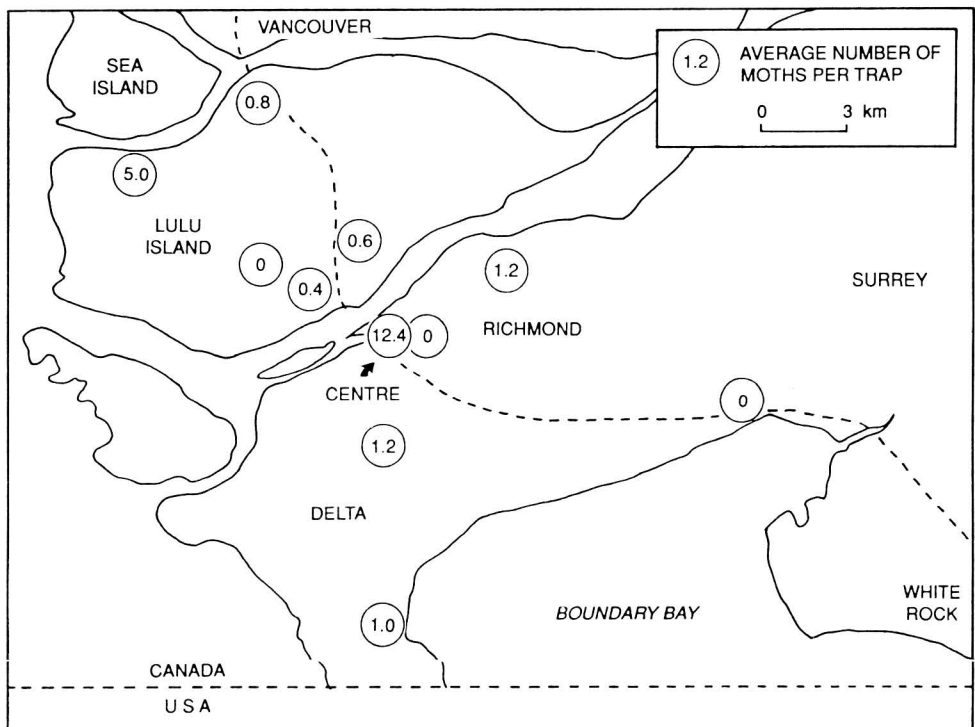 VANCOUVER
SEA
ISLAND
1.2
AVERAGE NUMBER OF
MOTHS PER TRAP
0 3 km
0.8
5.0
LULU
ISLAND
0.6
0
0.4
1.2
SURREY
RICHMOND
12.4
0
CENTRE
0
1.2
DELTA
1.0
BOUNDARY BAY
WHITE
ROCK
CANADA
U S A